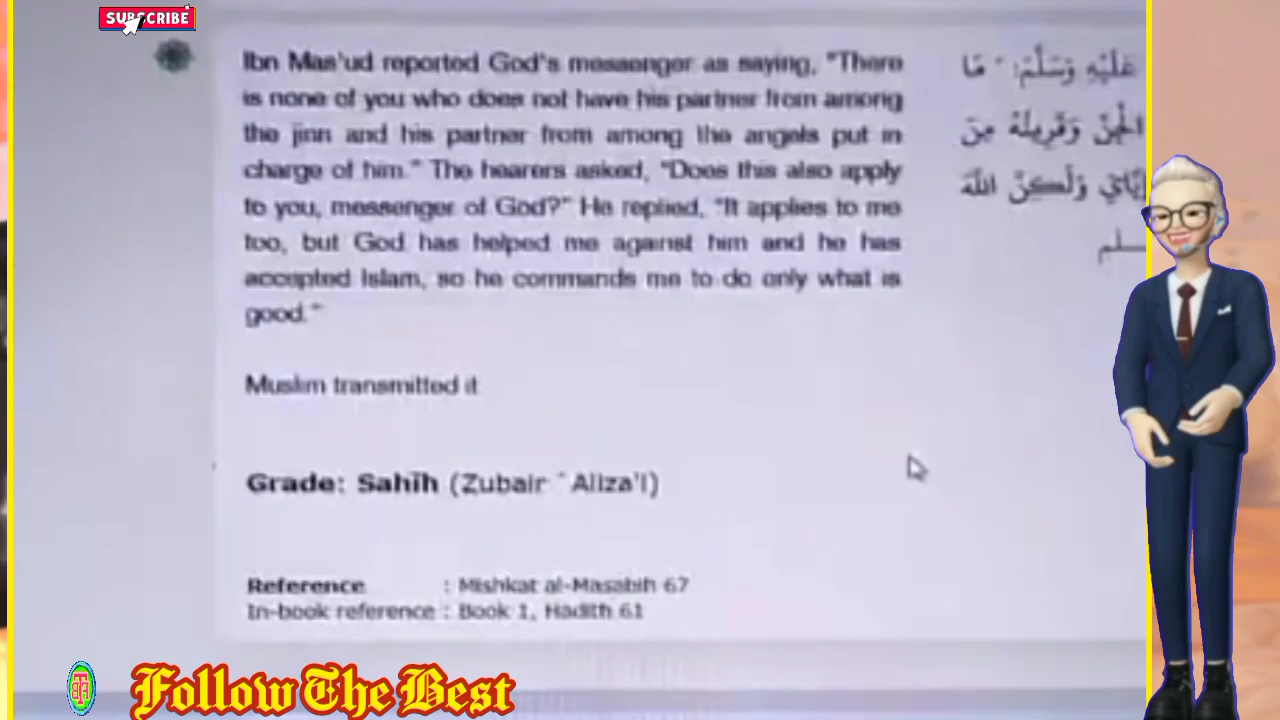 SUBSCRIBE
Ibn Mas'ud reported God's messenger as saying, "There
is none of you who does not have his partner from among
the jinn and his partner from among the angels put in
charge of him." The hearers asked, "Does this also apply
to you, messenger of God?" He replied, "It applies to me
too, but God has helped me against him and he has
accepted Islam, so he commands me to do only what is
good."
عَلَيْهِ وَسَلَّمَ: " مَا
الْجِنِّ وَقَرِينُهُ مِنَ
إِيَّايَ وَلَكِنَّ اللَّهَ
Muslim transmitted it
Grade: Sahīh (Zubair `Aliza'i)
Reference : Mishkat al-Masabih 67
In-book reference : Book 1, Hadith 61
Follow The Best